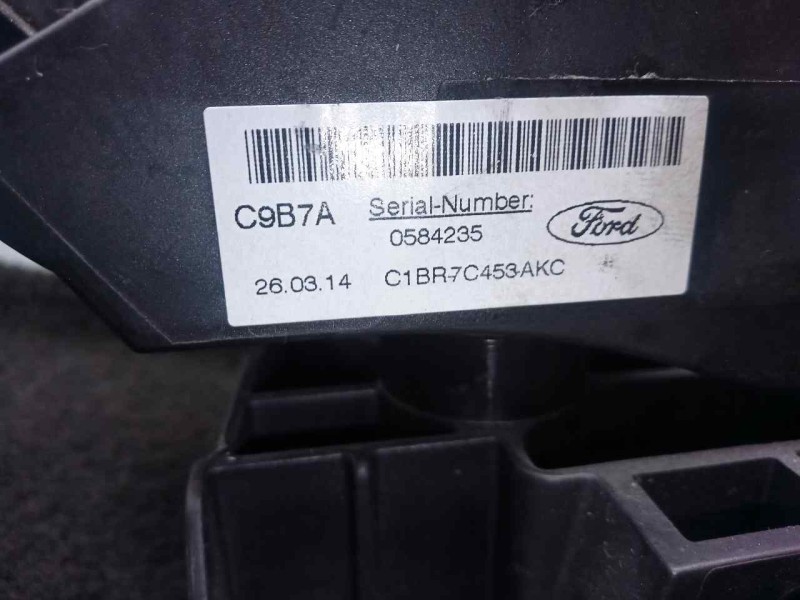 C9B7A Serial-Number: Ford
0584235
26.03.14 C1BR-7C453-AKC